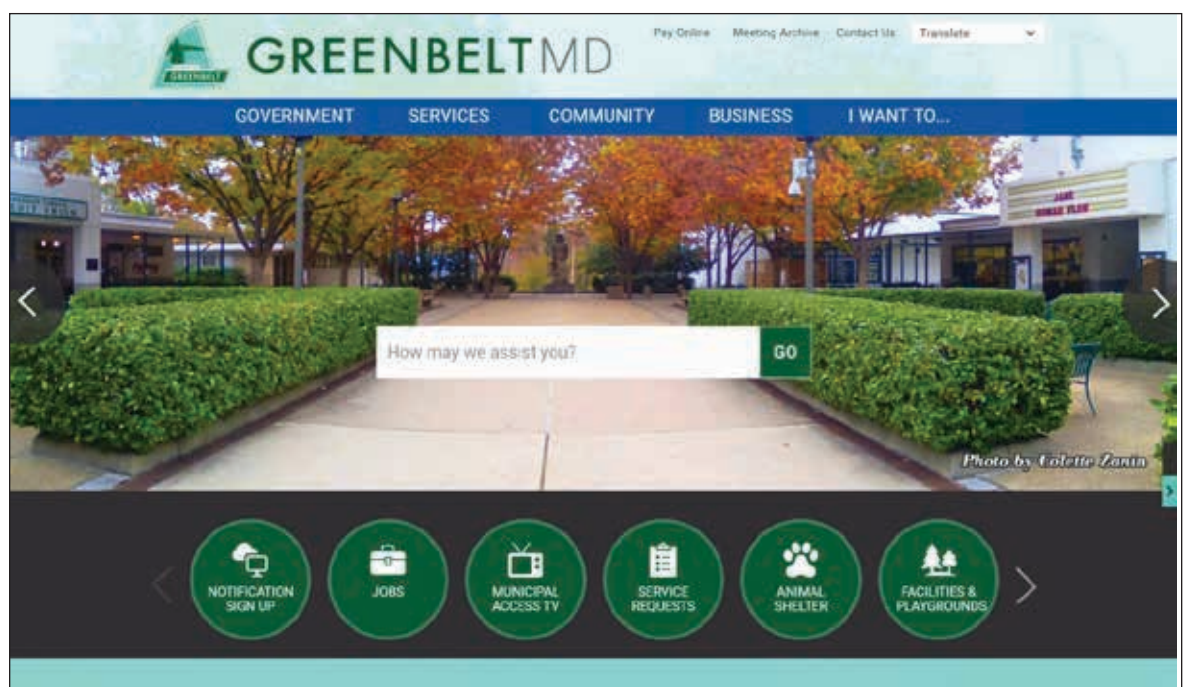 Pay Online Meeting Archive Contact Us Translate
GREENBELT
GREENBELTMD
GOVERNMENT SERVICES COMMUNITY BUSINESS I WANT TO...
How may we assist you? GO
Photo by Colette Zanin
NOTIFICATION
SIGN UP
JOBS
MUNICIPAL
ACCESS TV
SERVICE
REQUESTS
ANIMAL
SHELTER
FACILITIES &
PLAYGROUNDS